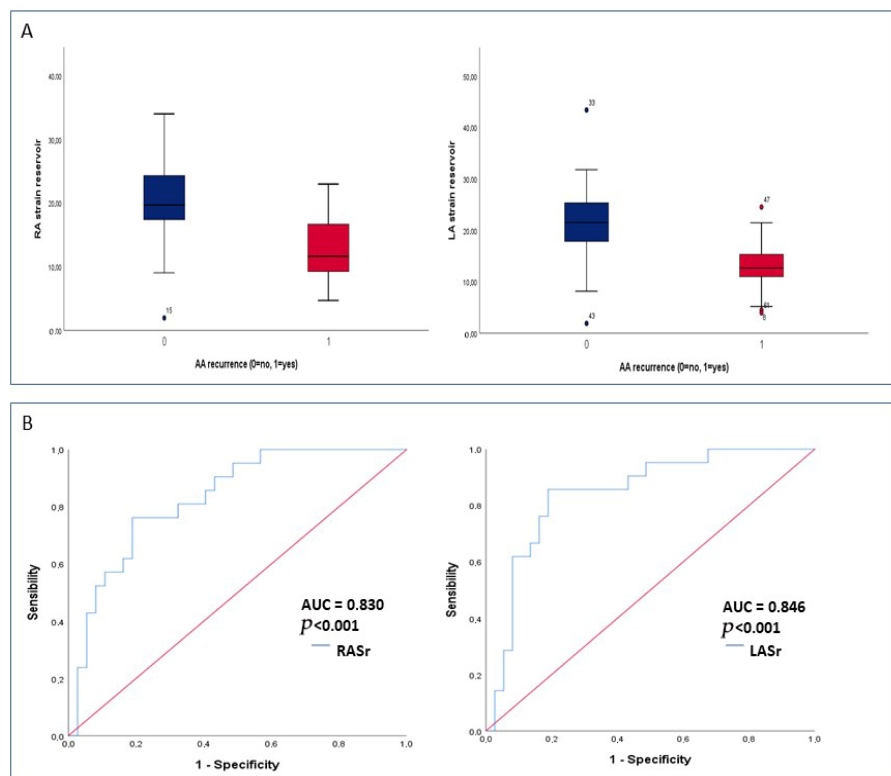 A
RA strain reservoir
40,00
30,00
20,00
10,00
,00
15
0
1
AA recurrence (0=no, 1=yes)
LA strain reservoir
50,00
40,00
30,00
20,00
10,00
,00
33
43
47
8
0
1
AA recurrence (0=no, 1=yes)
B
Sensibility
1,0
0,8
0,6
0,4
0,2
0,0
AUC = 0.830
p<0.001
RASr
0,0
0,2
0,4
0,6
0,8
1,0
1 - Specificity
Sensibility
1,0
0,8
0,6
0,4
0,2
0,0
AUC = 0.846
p<0.001
LASr
0,0
0,2
0,4
0,6
0,8
1,0
1 - Specificity